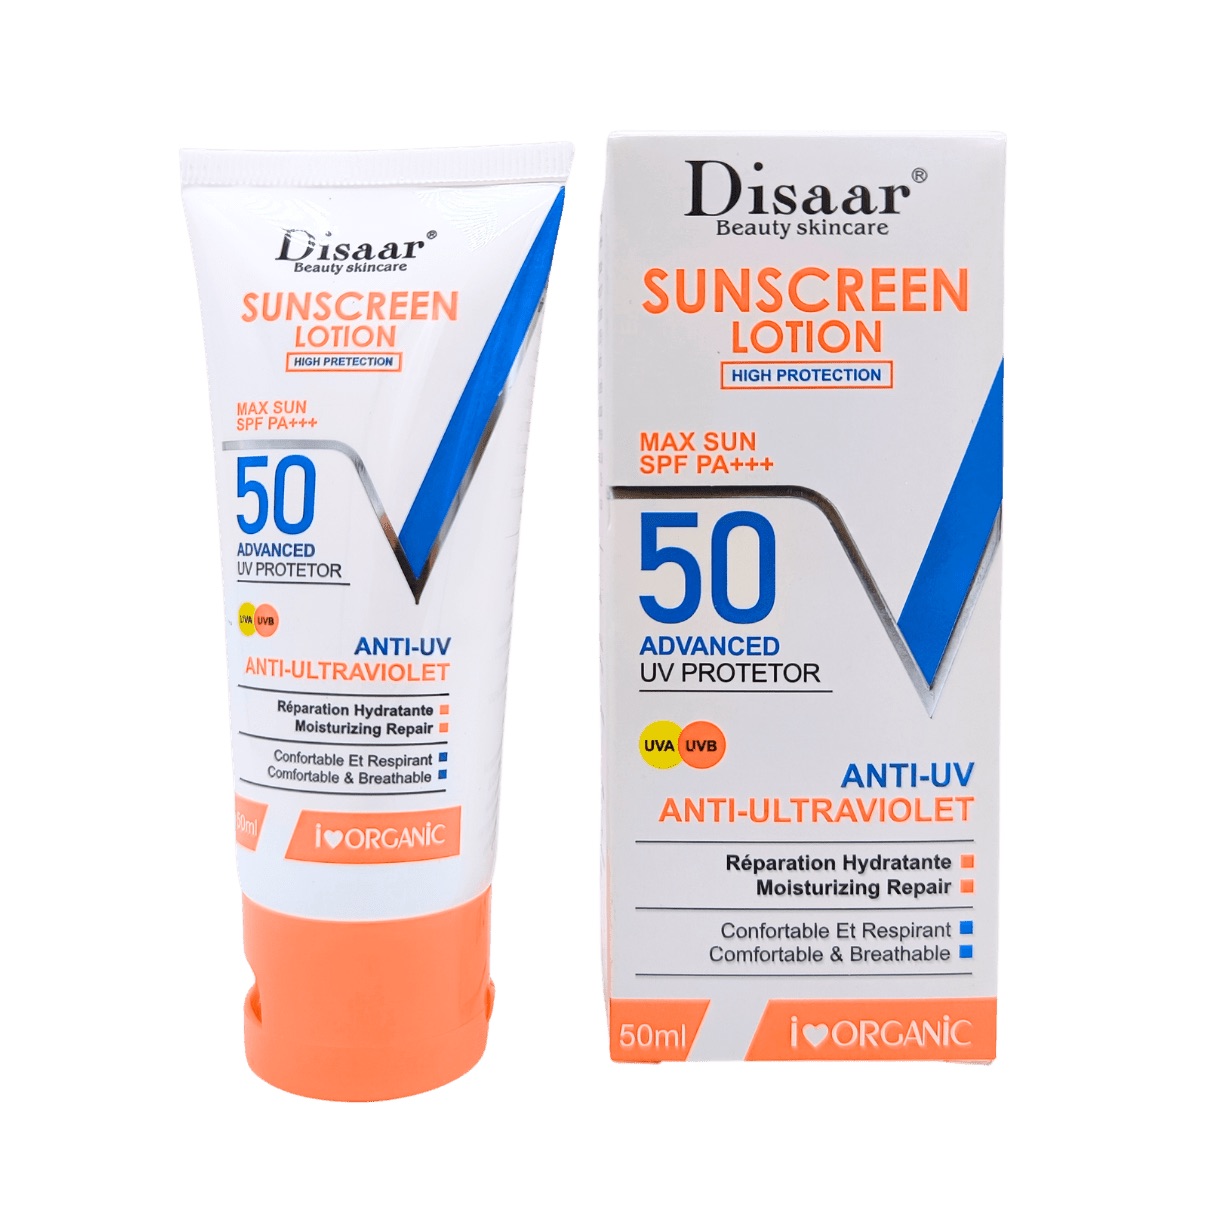 Disaar®
Beauty skincare
SUNSCREEN
LOTION
HIGH PRETECTION
MAX SUN
SPF PA+++
50
ADVANCED
UV PROTETOR
UVA UVB
ANTI-UV
ANTI-ULTRAVIOLET
Réparation Hydratante
Moisturizing Repair
Confortable Et Respirant
Comfortable & Breathable
50ml
i♥ORGANiC
Disaar®
Beauty skincare
SUNSCREEN
LOTION
HIGH PROTECTION
MAX SUN
SPF PA+++
50
ADVANCED
UV PROTETOR
UVA UVB
ANTI-UV
ANTI-ULTRAVIOLET
Réparation Hydratante
Moisturizing Repair
Confortable Et Respirant
Comfortable & Breathable
50ml
i♥ORGANiC